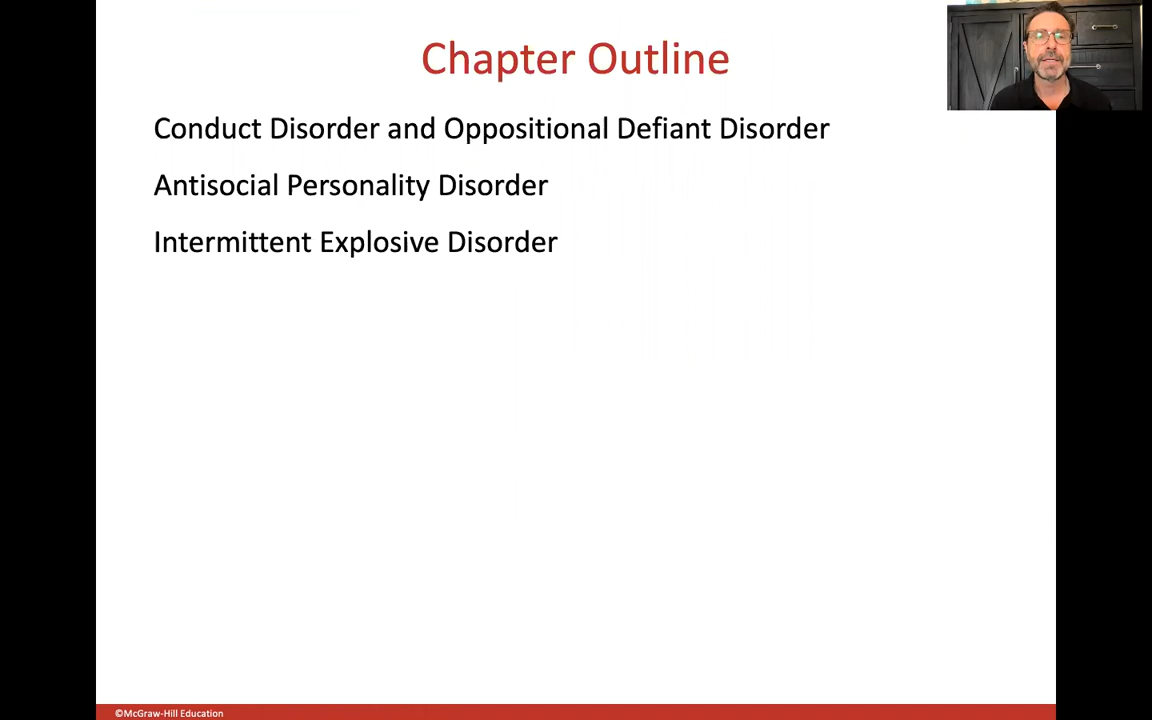 Chapter Outline
Conduct Disorder and Oppositional Defiant Disorder
Antisocial Personality Disorder
Intermittent Explosive Disorder
©McGraw-Hill Education